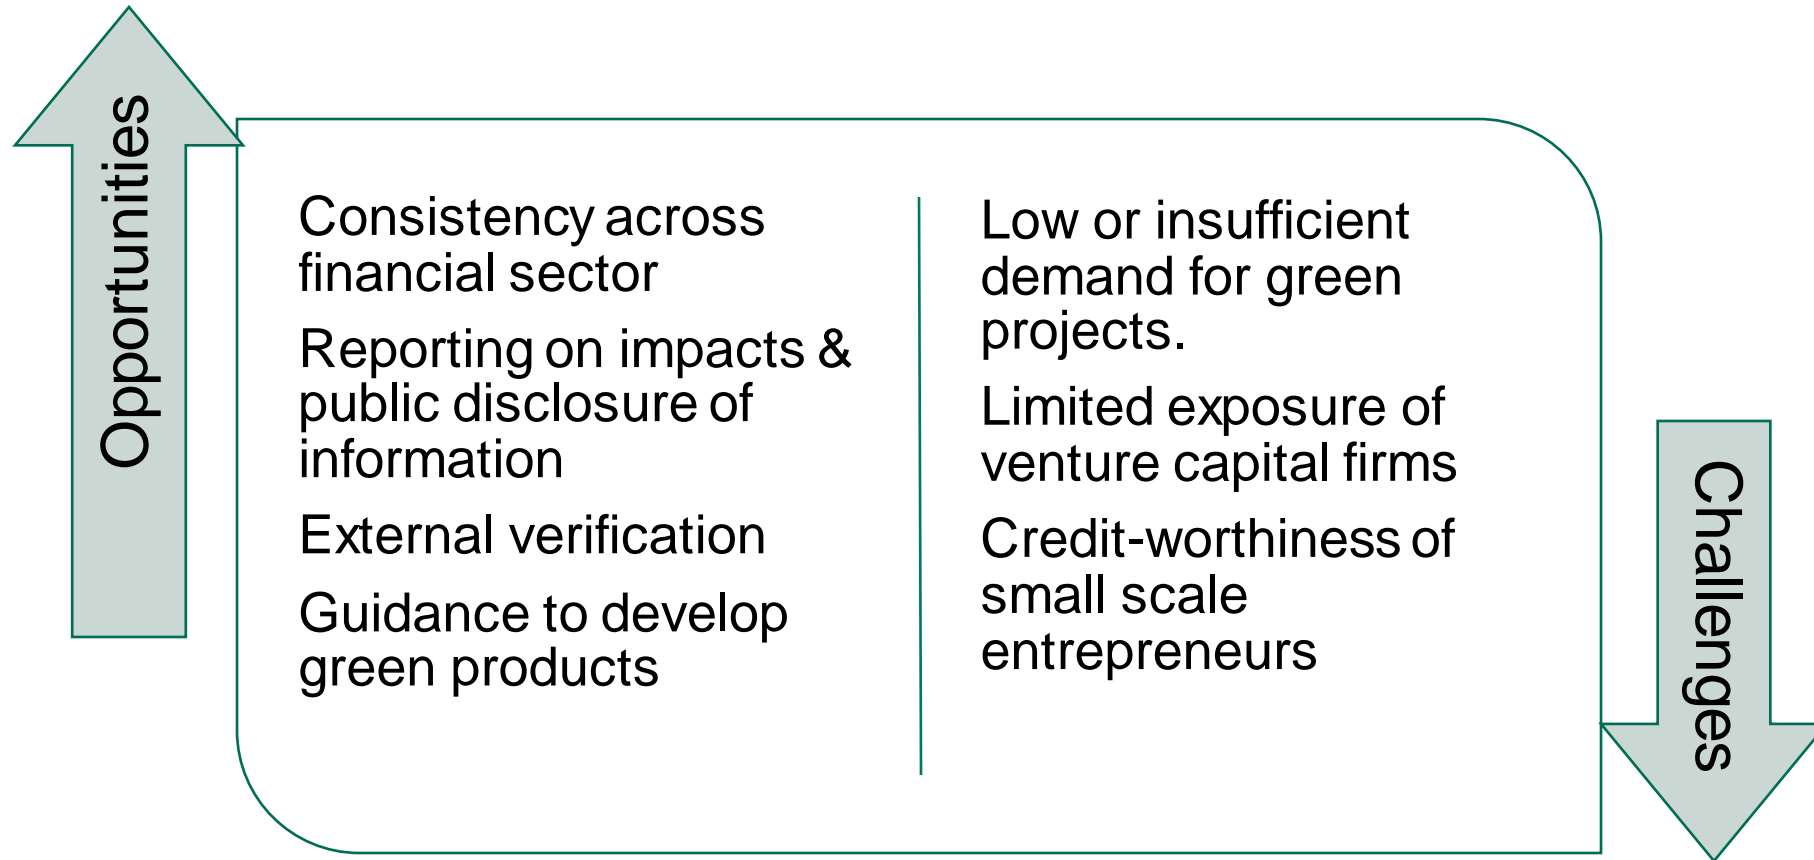 Opportunities
Consistency across
financial sector
Reporting on impacts &
public disclosure of
information
External verification
Guidance to develop
green products
Low or insufficient
demand for green
projects.
Limited exposure of
venture capital firms
Credit-worthiness of
small scale
entrepreneurs
Challenges